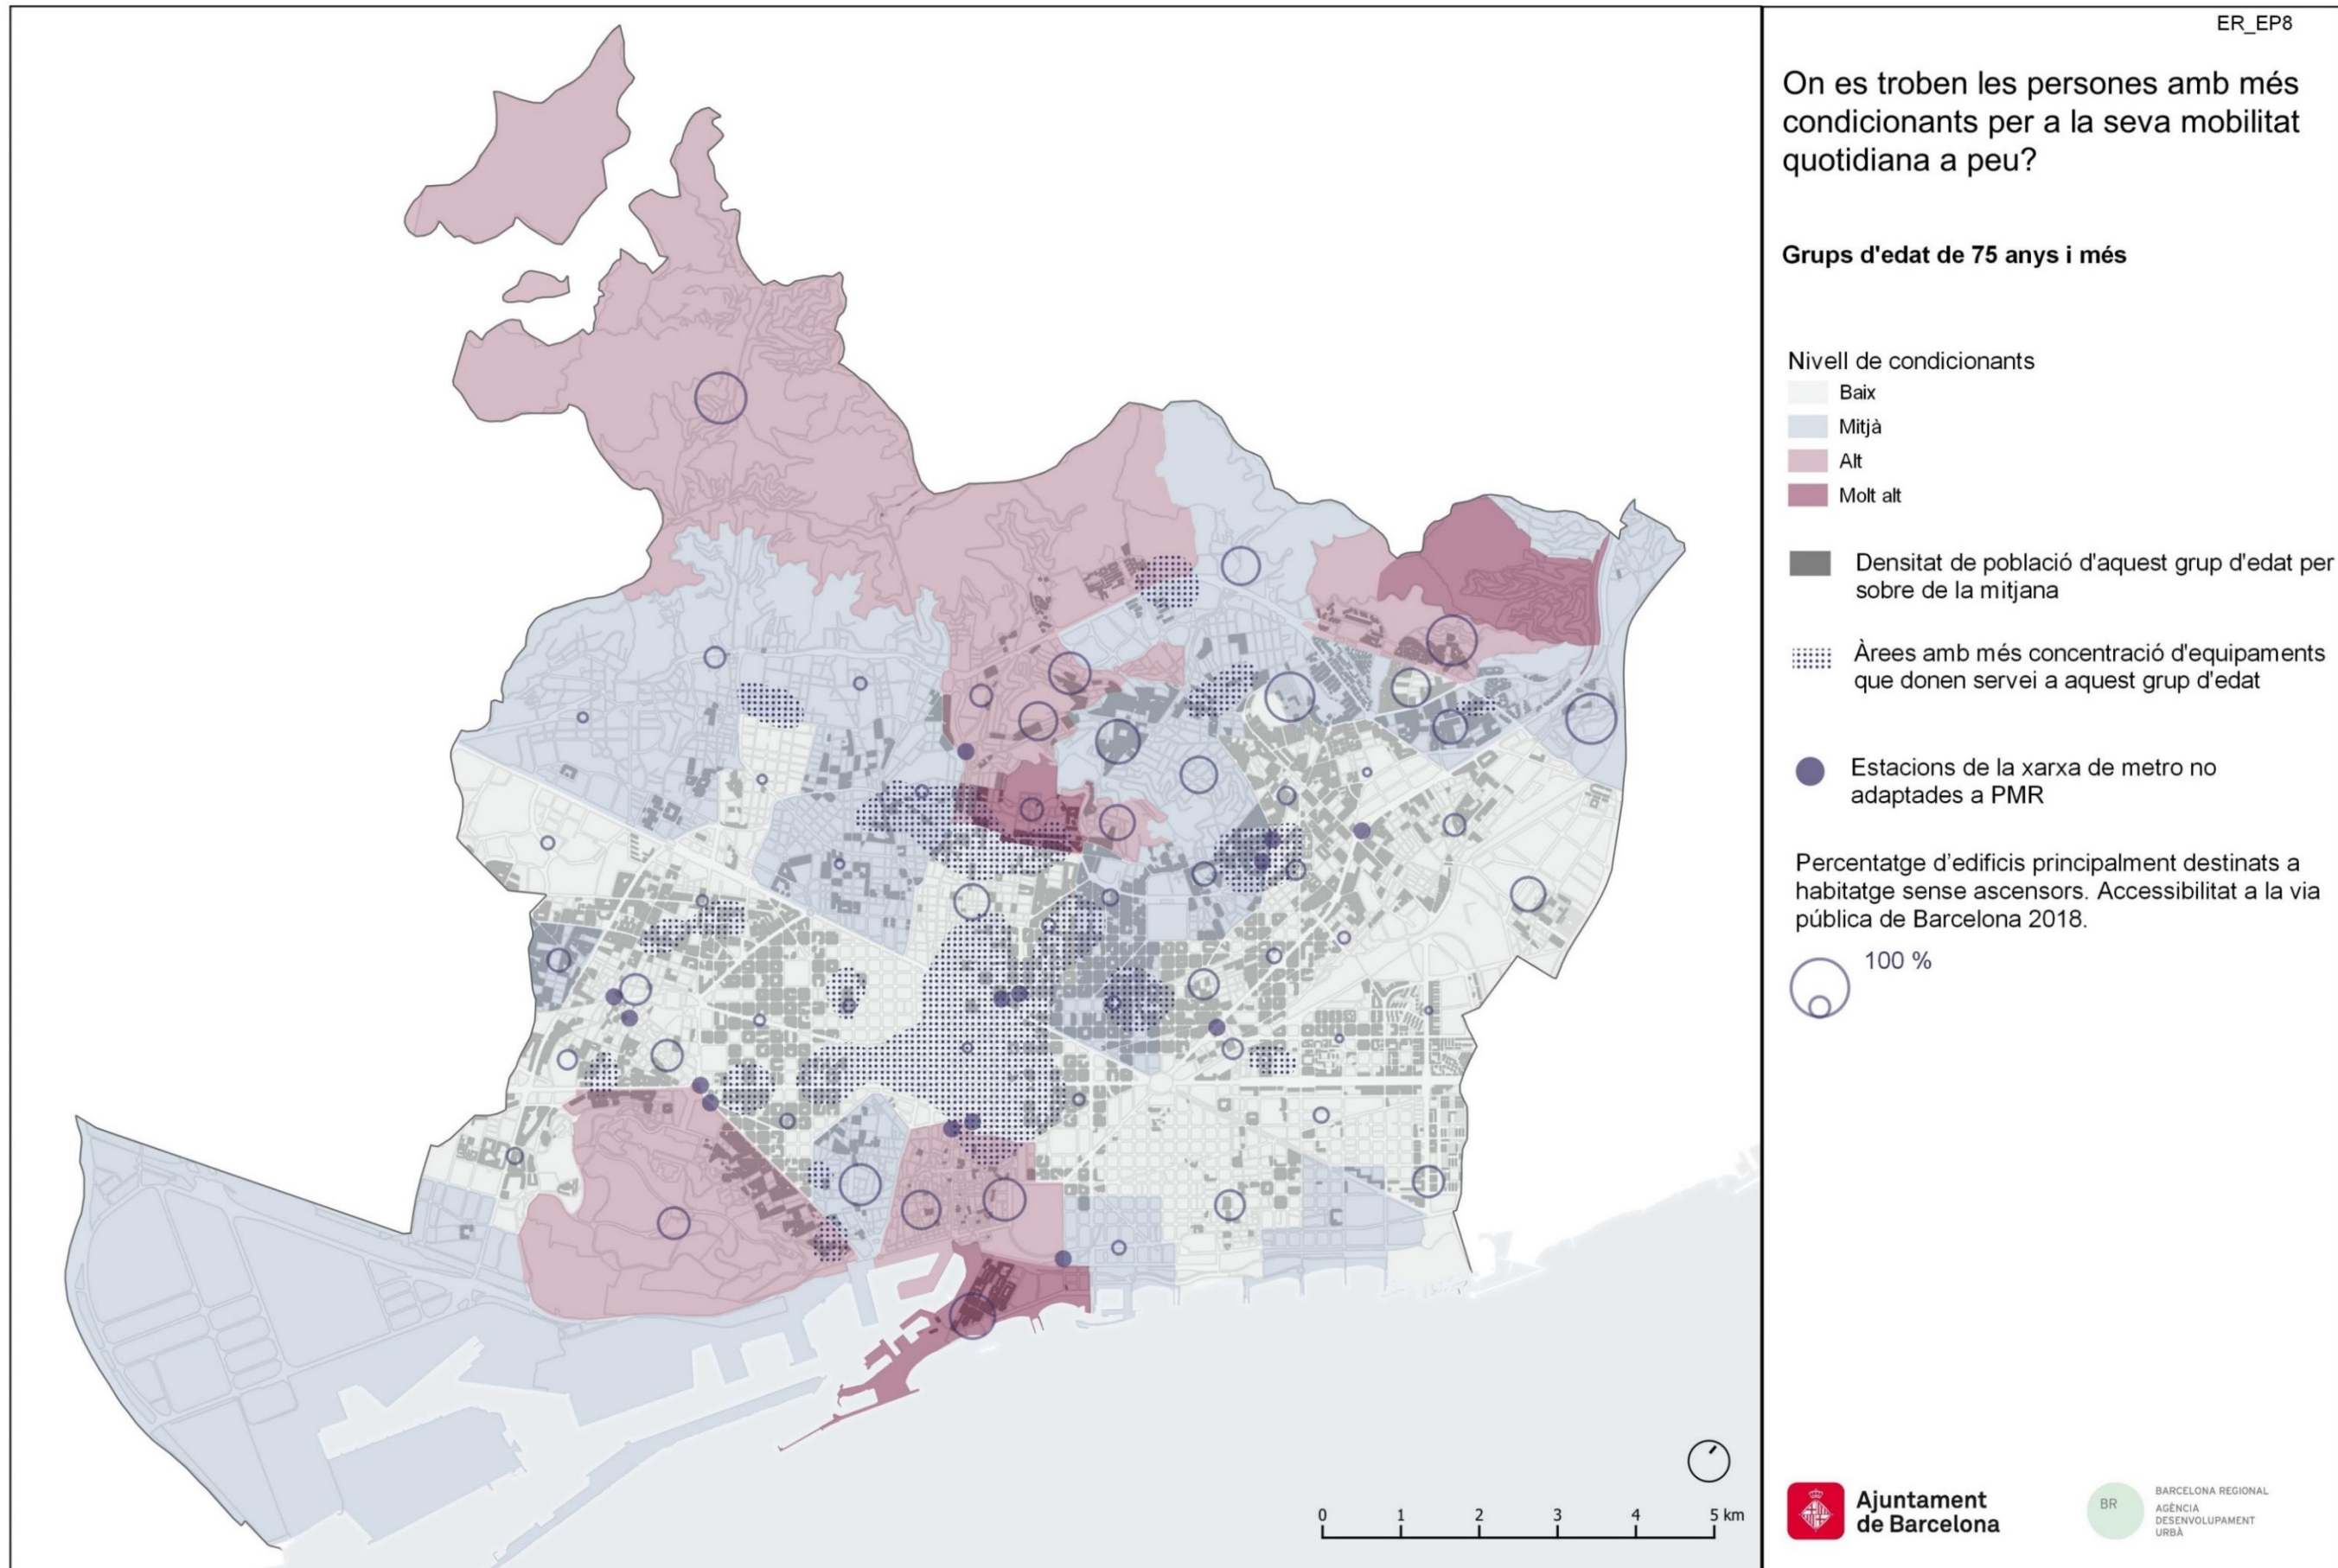 ER_EP8
On es troben les persones amb més
condicionants per a la seva mobilitat
quotidiana a peu?
Grups d'edat de 75 anys i més
Nivell de condicionants
Baix
Mitjà
Alt
Molt alt
Densitat de població d'aquest grup d'edat per
sobre de la mitjana
Àrees amb més concentració d'equipaments
que donen servei a aquest grup d'edat
Estacions de la xarxa de metro no
adaptades a PMR
Percentatge d'edificis principalment destinats a
habitatge sense ascensors. Accessibilitat a la via
pública de Barcelona 2018.
100 %
0 1 2 3 4 5 km
Ajuntament
de Barcelona
BR
BARCELONA REGIONAL
AGÈNCIA
DESENVOLUPAMENT
URBÀ